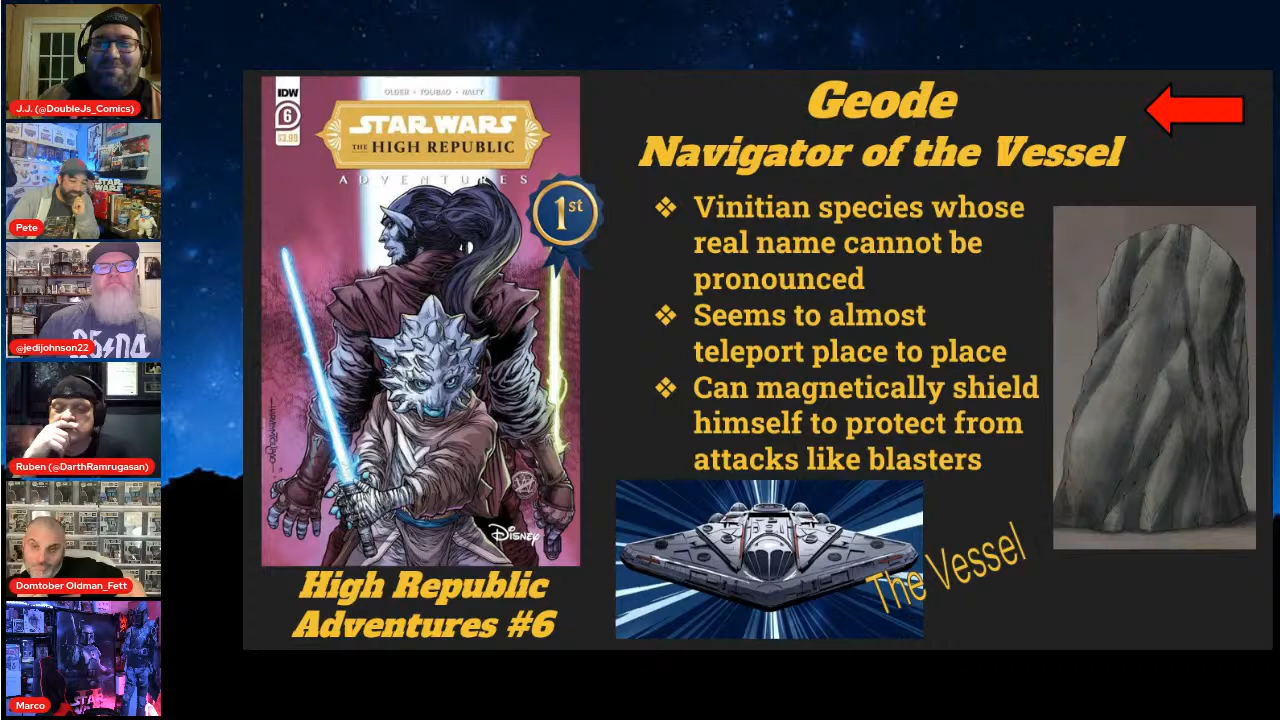 J.J. (@DoubleJs_Comics)
Pete
STAR WARS
@jedijohnson22
Ruben (@DarthRamrugasan)
Domtober Oldman_Fett
Marco
IDW
6
$3.99
OLDER • TOLIBAO • NALTY
STAR WARS
THE HIGH REPUBLIC
ADVENTURES
1st
Disney
High Republic
Adventures #6
Geode
Navigator of the Vessel
❖ Vinitian species whose
real name cannot be
pronounced
❖ Seems to almost
teleport place to place
❖ Can magnetically shield
himself to protect from
attacks like blasters
The Vessel